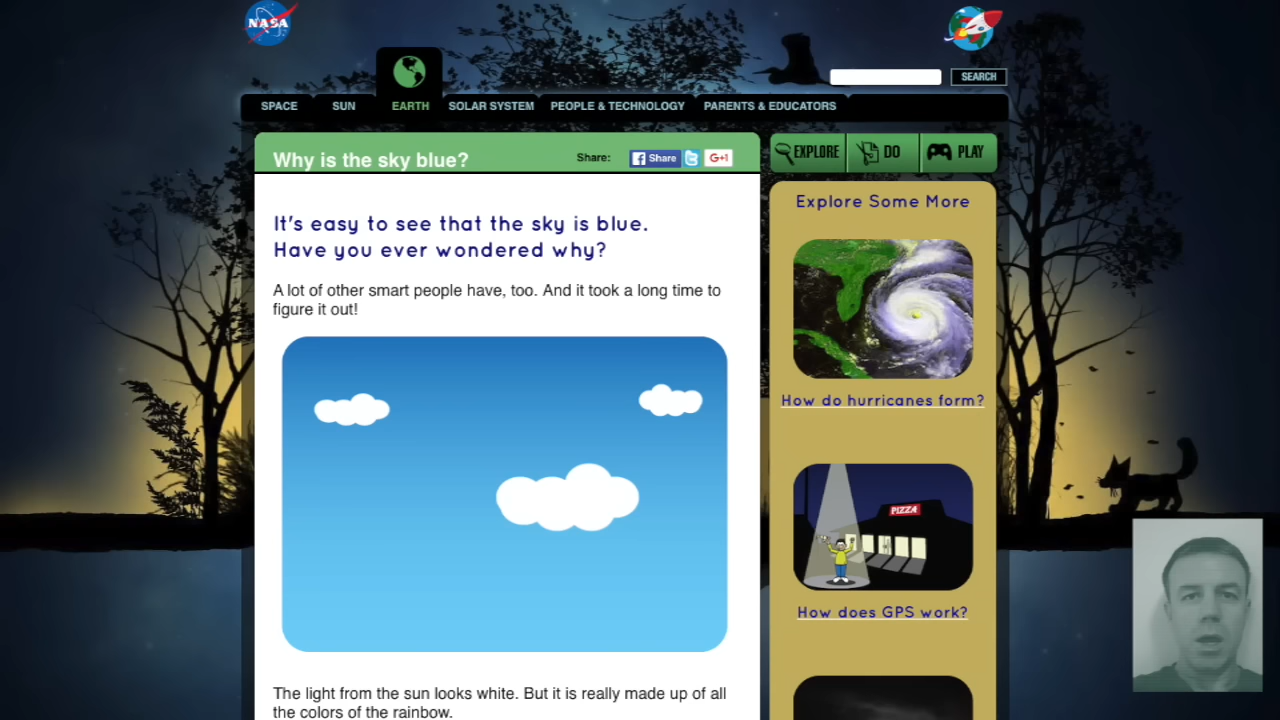 NASA
SEARCH
SPACE
SUN
EARTH
SOLAR SYSTEM
PEOPLE & TECHNOLOGY
PARENTS & EDUCATORS
Why is the sky blue?
Share:
Share
G+1
EXPLORE
DO
PLAY
It's easy to see that the sky is blue.
Have you ever wondered why?
A lot of other smart people have, too. And it took a long time to
figure it out!
The light from the sun looks white. But it is really made up of all
the colors of the rainbow.
Explore Some More
How do hurricanes form?
PIZZA
How does GPS work?